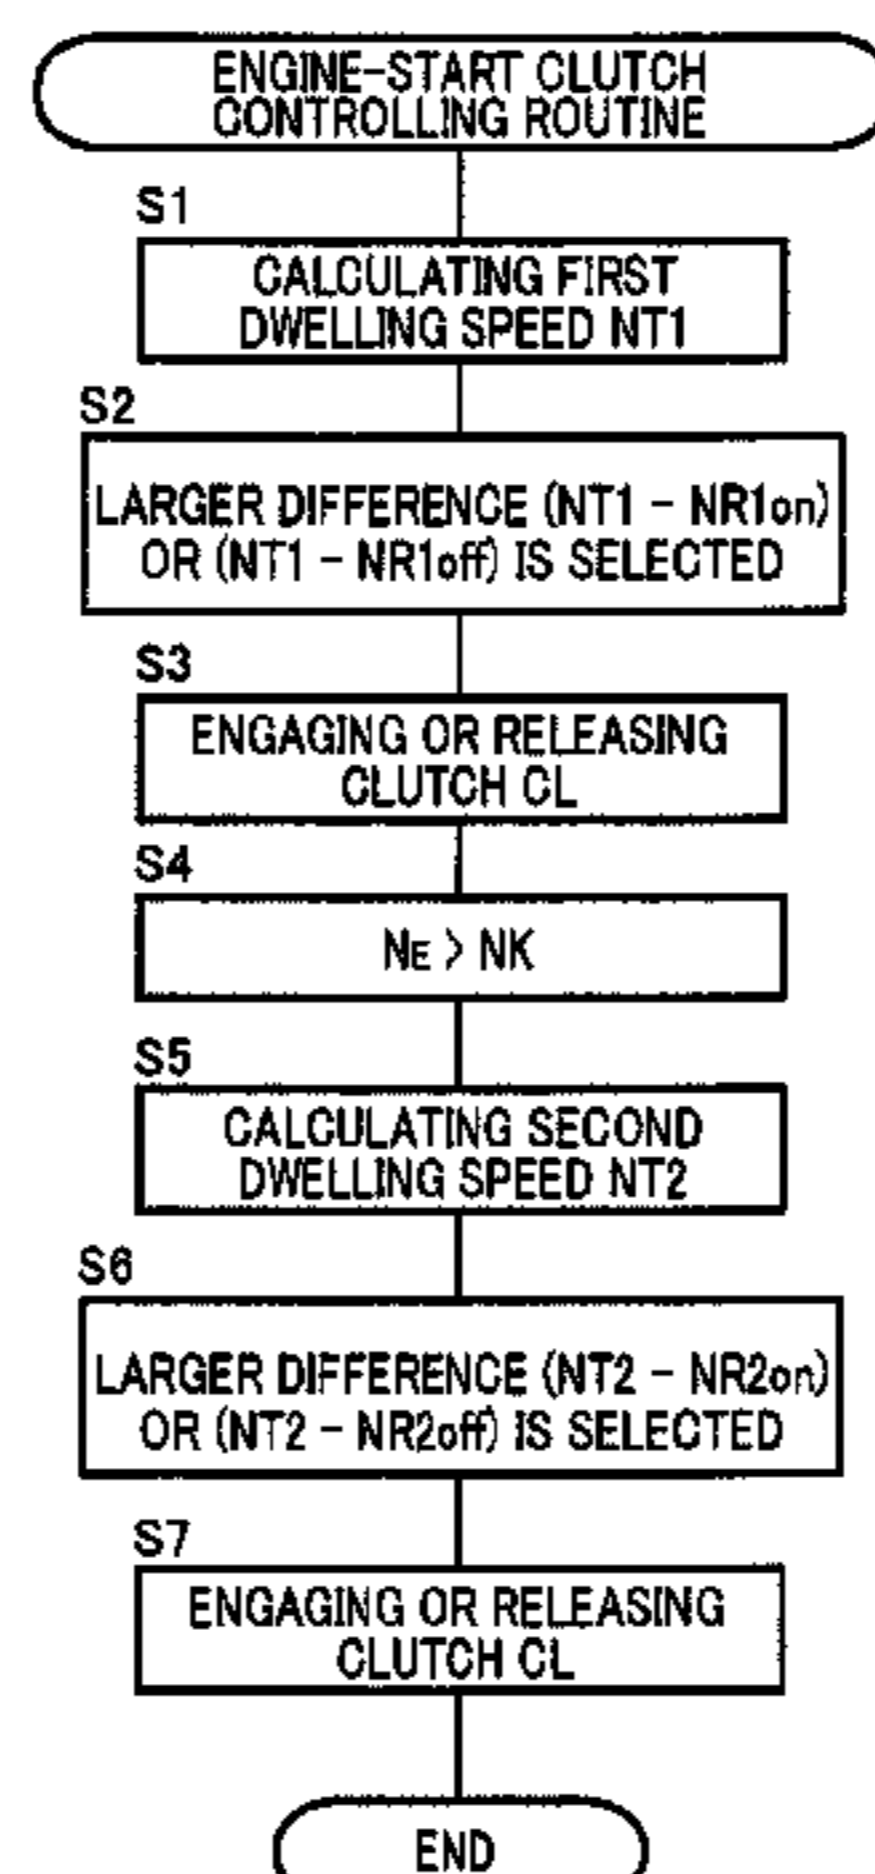 ENGINE-START CLUTCH
CONTROLLING ROUTINE
S1
CALCULATING FIRST
DWELLING SPEED NT1
S2
LARGER DIFFERENCE (NT1 - NR1on)
OR (NT1 - NR1off) IS SELECTED
S3
ENGAGING OR RELEASING
CLUTCH CL
S4
NE > NK
S5
CALCULATING SECOND
DWELLING SPEED NT2
S6
LARGER DIFFERENCE (NT2 - NR2on)
OR (NT2 - NR2off) IS SELECTED
S7
ENGAGING OR RELEASING
CLUTCH CL
END